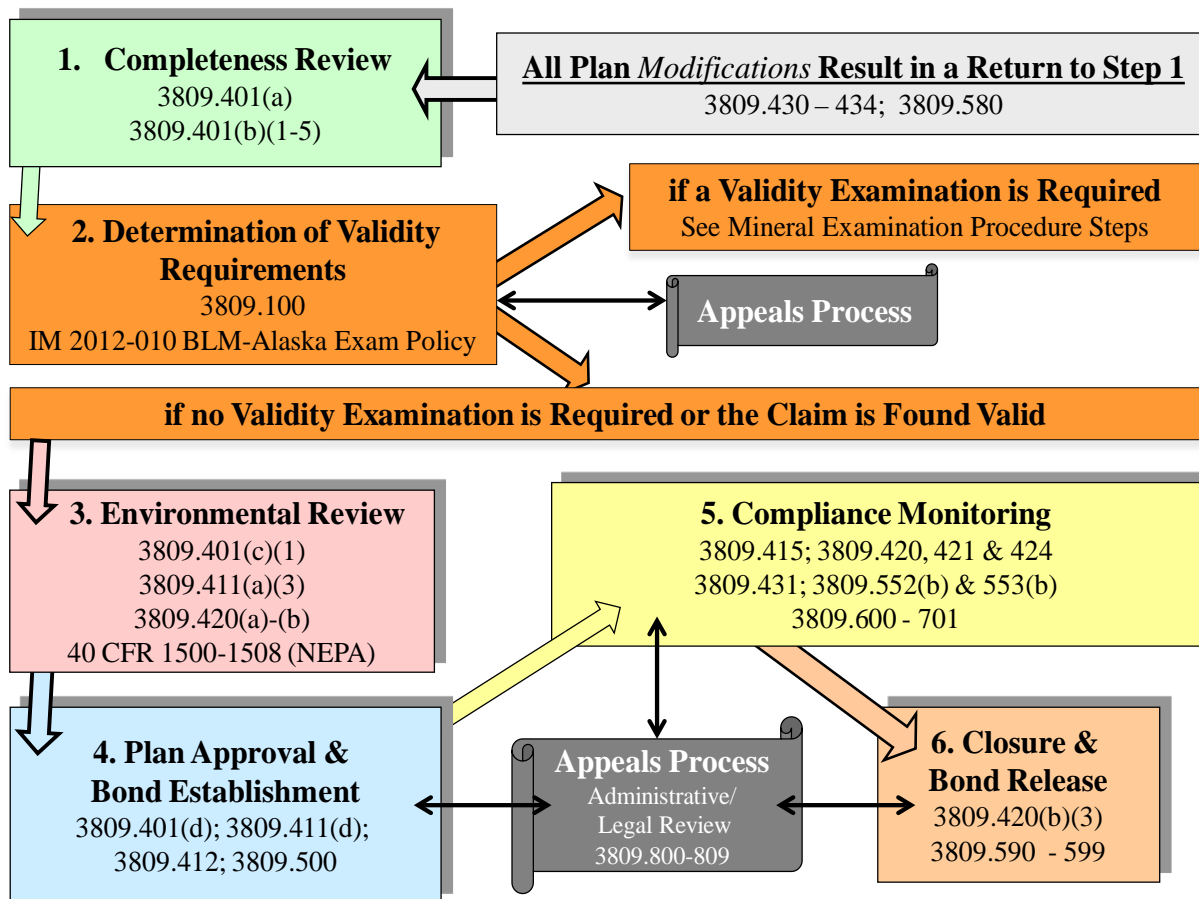 1. Completeness Review
3809.401(a)
3809.401(b)(1-5)
All Plan Modifications Result in a Return to Step 1
3809.430 – 434; 3809.580
2. Determination of Validity
Requirements
3809.100
IM 2012-010 BLM-Alaska Exam Policy
if a Validity Examination is Required
See Mineral Examination Procedure Steps
Appeals Process
if no Validity Examination is Required or the Claim is Found Valid
3. Environmental Review
3809.401(c)(1)
3809.411(a)(3)
3809.420(a)-(b)
40 CFR 1500-1508 (NEPA)
4. Plan Approval &
Bond Establishment
3809.401(d); 3809.411(d);
3809.412; 3809.500
5. Compliance Monitoring
3809.415; 3809.420, 421 & 424
3809.431; 3809.552(b) & 553(b)
3809.600 - 701
Appeals Process
Administrative/
Legal Review
3809.800-809
6. Closure &
Bond Release
3809.420(b)(3)
3809.590 - 599